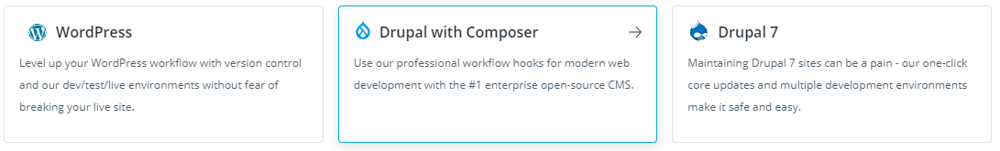 WordPress
Level up your WordPress workflow with version control
and our dev/test/live environments without fear of
breaking your live site.
Drupal with Composer
Use our professional workflow hooks for modern web
development with the #1 enterprise open-source CMS.
Drupal 7
Maintaining Drupal 7 sites can be a pain - our one-click
core updates and multiple development environments
make it safe and easy.